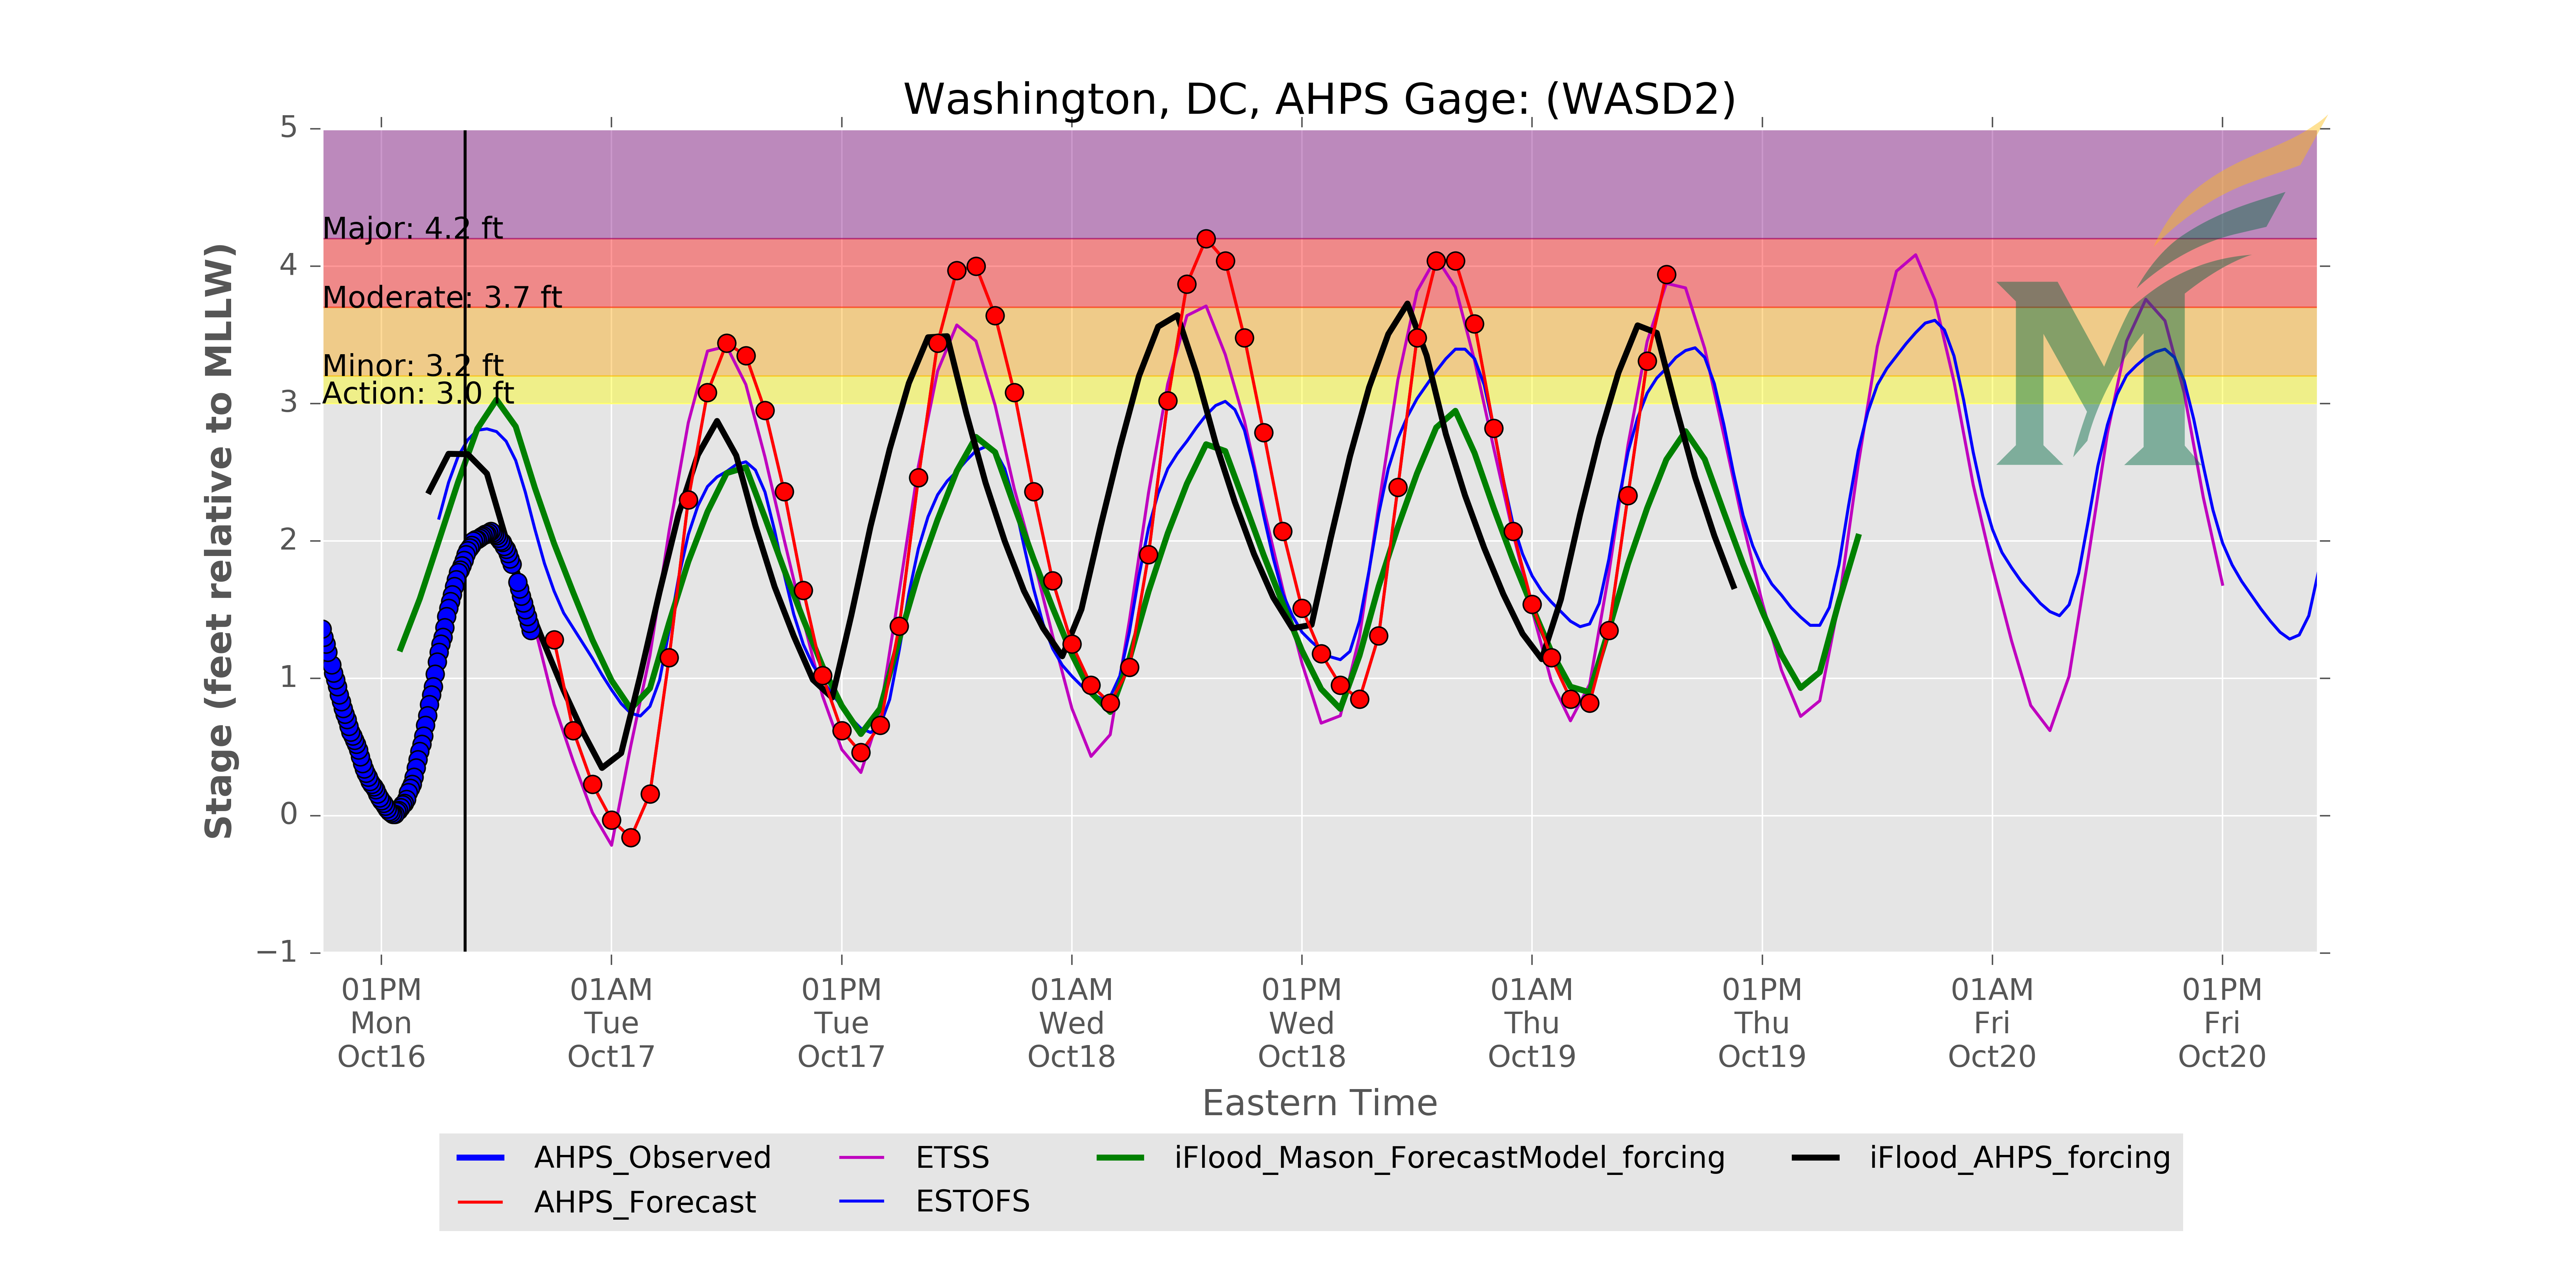 Washington, DC, AHPS Gage: (WASD2)
5
4
3
2
1
0
−1
Stage (feet relative to MLLW)
Major: 4.2 ft
Moderate: 3.7 ft
Minor: 3.2 ft
Action: 3.0 ft
M
01PM 01AM 01PM 01AM 01PM 01AM 01PM 01AM 01PM
Mon Tue Tue Wed Wed Thu Thu Fri Fri
Oct16 Oct17 Oct17 Oct18 Oct18 Oct19 Oct19 Oct20 Oct20
Eastern Time
AHPS_Observed ETSS iFlood_Mason_ForecastModel_forcing iFlood_AHPS_forcing
AHPS_Forecast ESTOFS